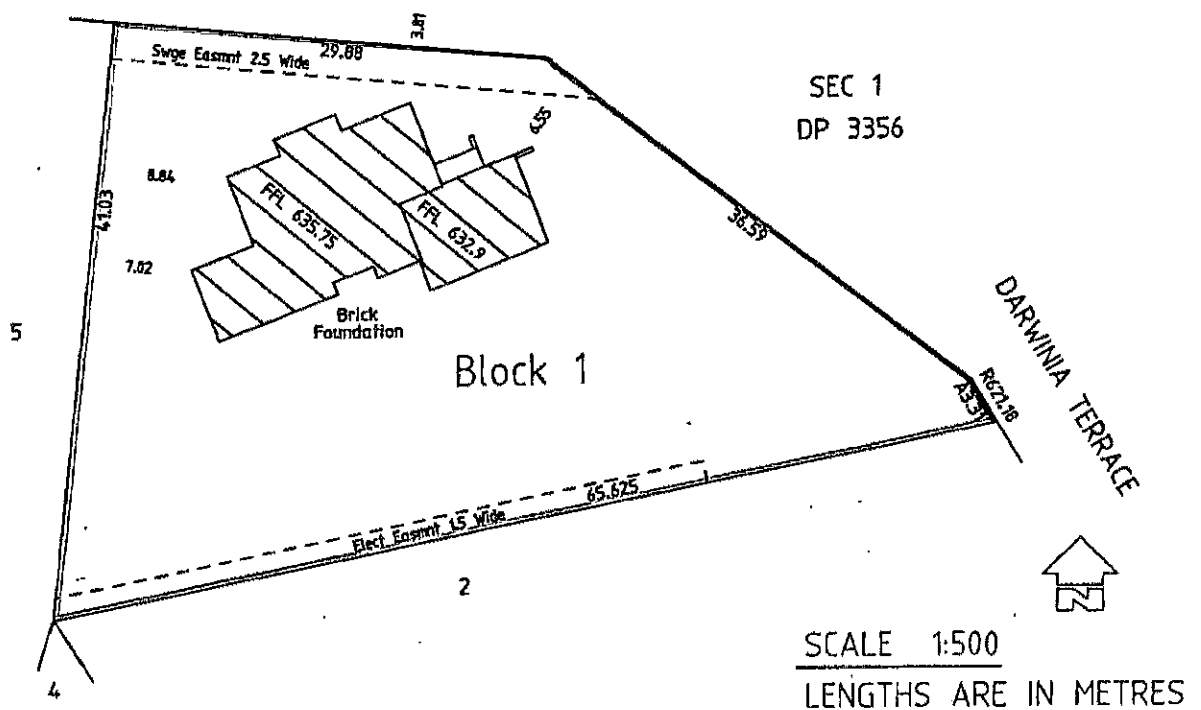 3.81
29.88
Swge Easmnt 2.5 Wide
SEC 1
DP 3356
6.55
8.84
41.03
FFL 635.75
FFL 632.9
36.59
7.02
Brick
Foundation
5
Block 1
DARWINIA TERRACE
R621.18
A3.31
65.625
Elect Easmnt 1.5 Wide
2
N
4
SCALE 1:500
LENGTHS ARE IN METRES